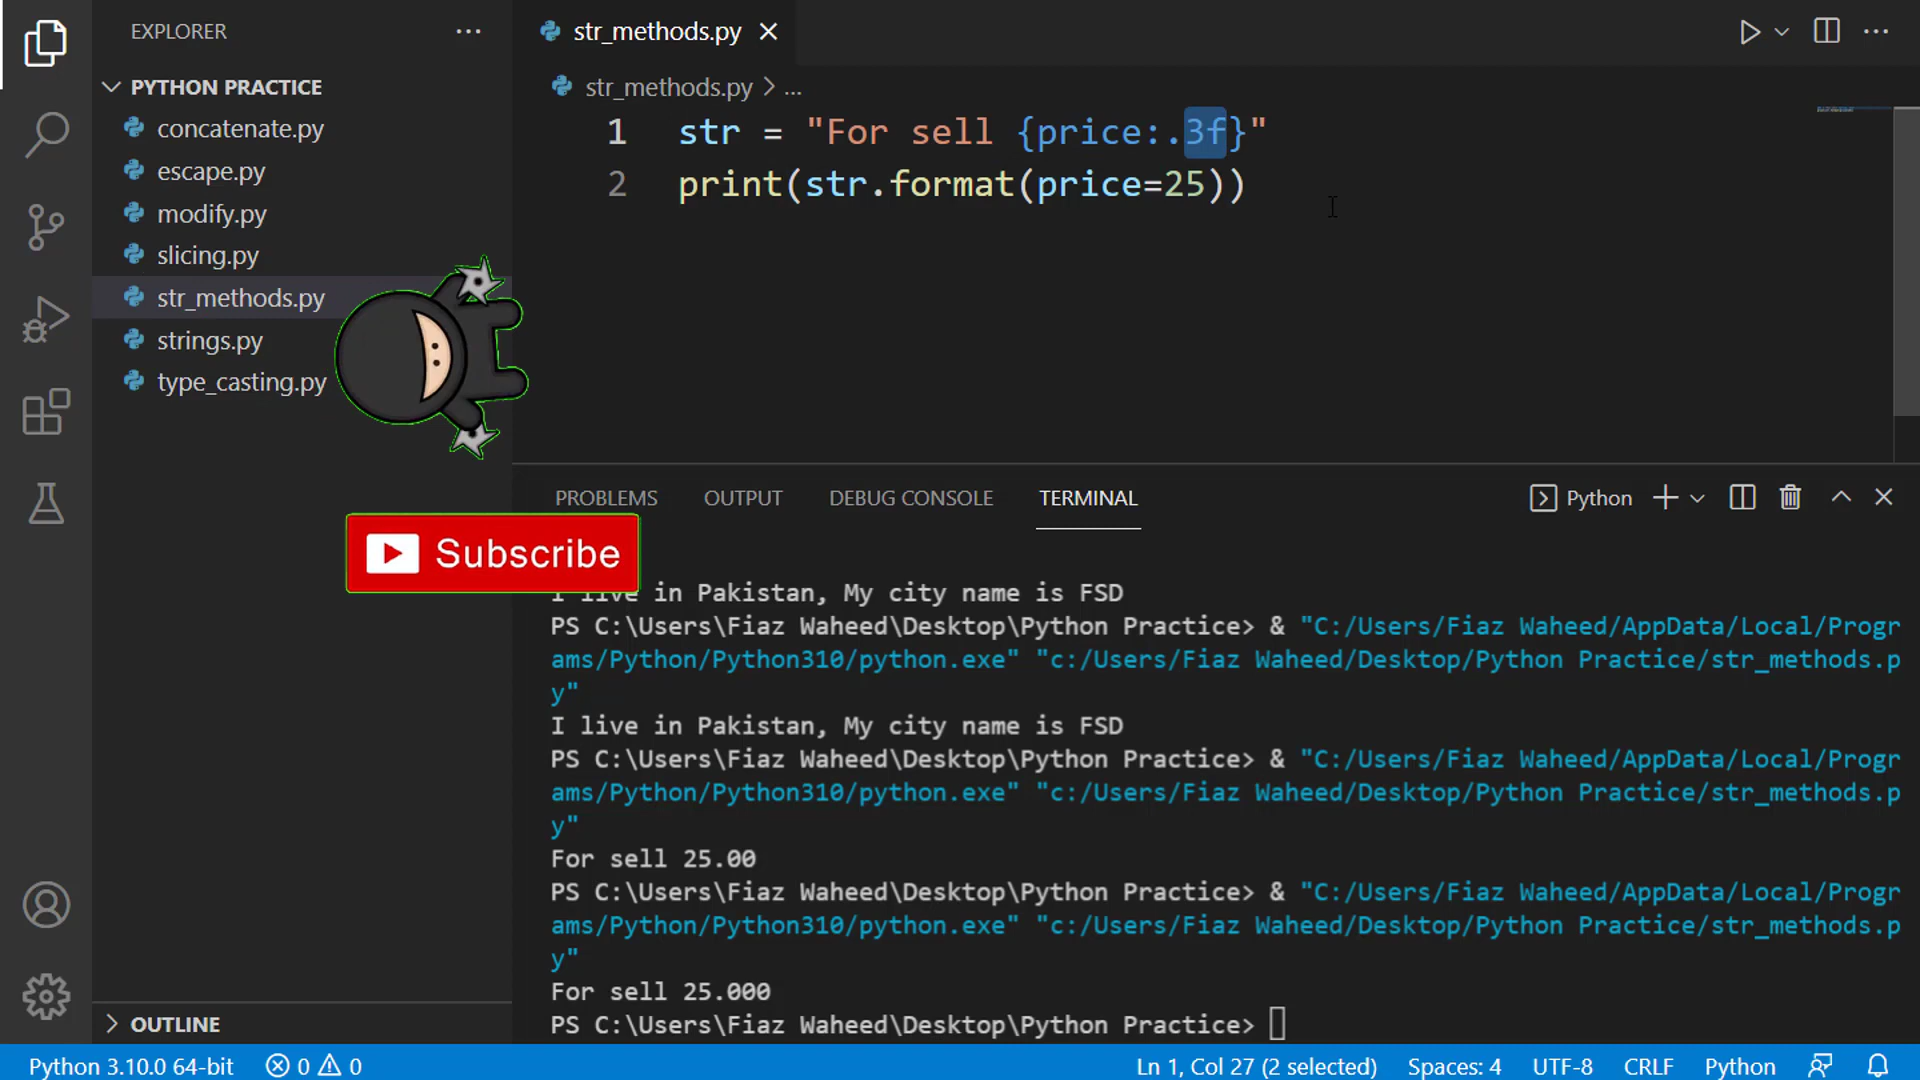 EXPLORER
PYTHON PRACTICE
concatenate.py
escape.py
modify.py
slicing.py
str_methods.py
strings.py
type_casting.py
OUTLINE
str_methods.py
str_methods.py > ...
1 str = "For sell {price:.3f}"
2 print(str.format(price=25))
PROBLEMS OUTPUT DEBUG CONSOLE TERMINAL Python
Subscribe
I live in Pakistan, My city name is FSD
PS C:\Users\Fiaz Waheed\Desktop\Python Practice> & "C:/Users/Fiaz Waheed/AppData/Local/Progr
ams/Python/Python310/python.exe" "c:/Users/Fiaz Waheed/Desktop/Python Practice/str_methods.p
y"
I live in Pakistan, My city name is FSD
PS C:\Users\Fiaz Waheed\Desktop\Python Practice> & "C:/Users/Fiaz Waheed/AppData/Local/Progr
ams/Python/Python310/python.exe" "c:/Users/Fiaz Waheed/Desktop/Python Practice/str_methods.p
y"
For sell 25.00
PS C:\Users\Fiaz Waheed\Desktop\Python Practice> & "C:/Users/Fiaz Waheed/AppData/Local/Progr
ams/Python/Python310/python.exe" "c:/Users/Fiaz Waheed/Desktop/Python Practice/str_methods.p
y"
For sell 25.000
PS C:\Users\Fiaz Waheed\Desktop\Python Practice>
Python 3.10.0 64-bit 0 0 Ln 1, Col 27 (2 selected) Spaces: 4 UTF-8 CRLF Python